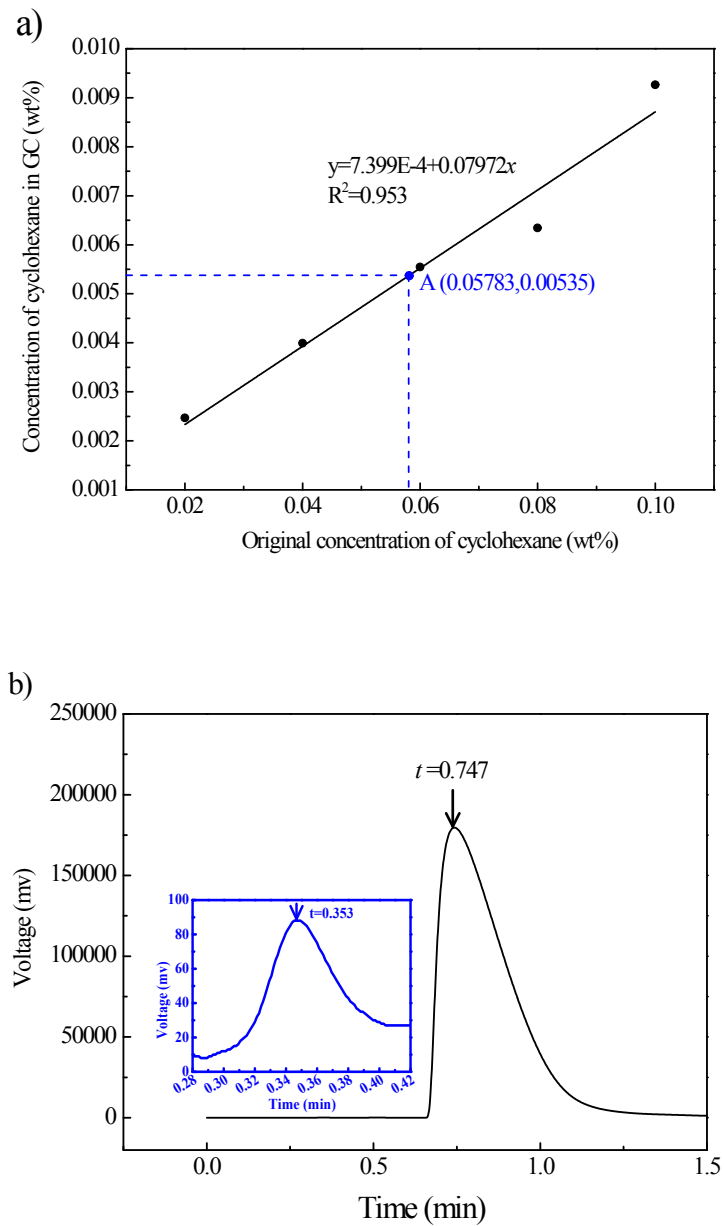 a)
0.010
0.009
0.008
0.007
0.006
0.005
0.004
0.003
0.002
0.001
Concentration of cyclohexane in GC (wt%)
y=7.399E-4+0.07972x
R²=0.953
A (0.05783,0.00535)
0.02 0.04 0.06 0.08 0.10
Original concentration of cyclohexane (wt%)
b)
250000
200000
150000
100000
50000
0
Voltage (mv)
t =0.747
100
80
60
40
20
0
Voltage (mv)
t=0.353
0.28 0.30 0.32 0.34 0.36 0.38 0.40 0.42
Time (min)
0.0 0.5 1.0 1.5
Time (min)